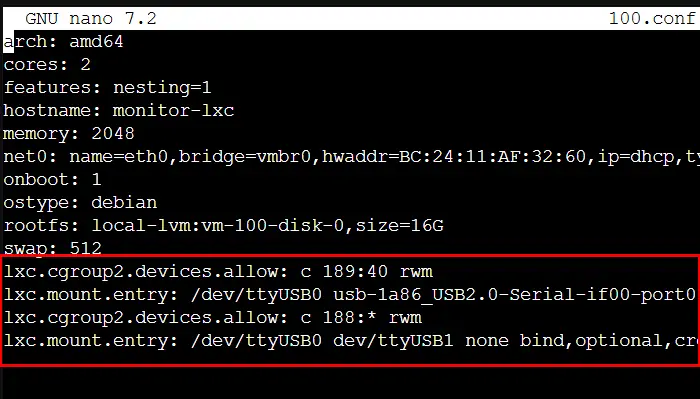 GNU nano 7.2 100.conf
arch: amd64
cores: 2
features: nesting=1
hostname: monitor-lxc
memory: 2048
net0: name=eth0,bridge=vmbr0,hwaddr=BC:24:11:AF:32:60,ip=dhcp,ty
onboot: 1
ostype: debian
rootfs: local-lvm:vm-100-disk-0,size=16G
swap: 512
lxc.cgroup2.devices.allow: c 189:40 rwm
lxc.mount.entry: /dev/ttyUSB0 usb-1a86_USB2.0-Serial-if00-port0
lxc.cgroup2.devices.allow: c 188:* rwm
lxc.mount.entry: /dev/ttyUSB0 dev/ttyUSB1 none bind,optional,cre